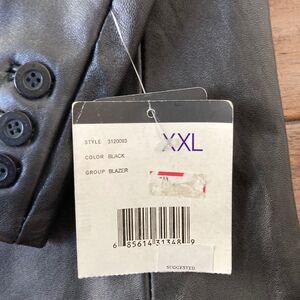 STYLE 3120093
XXL
COLOR BLACK
GROUP BLAZER
6 85614 31348 9
SUGGESTED